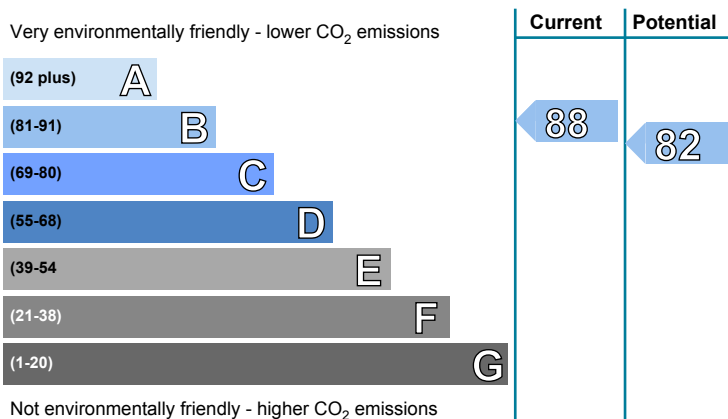 Current Potential
Very environmentally friendly - lower CO₂ emissions
(92 plus) A
(81-91) B
88
82
(69-80) C
(55-68) D
(39-54 E
(21-38) F
(1-20) G
Not environmentally friendly - higher CO₂ emissions